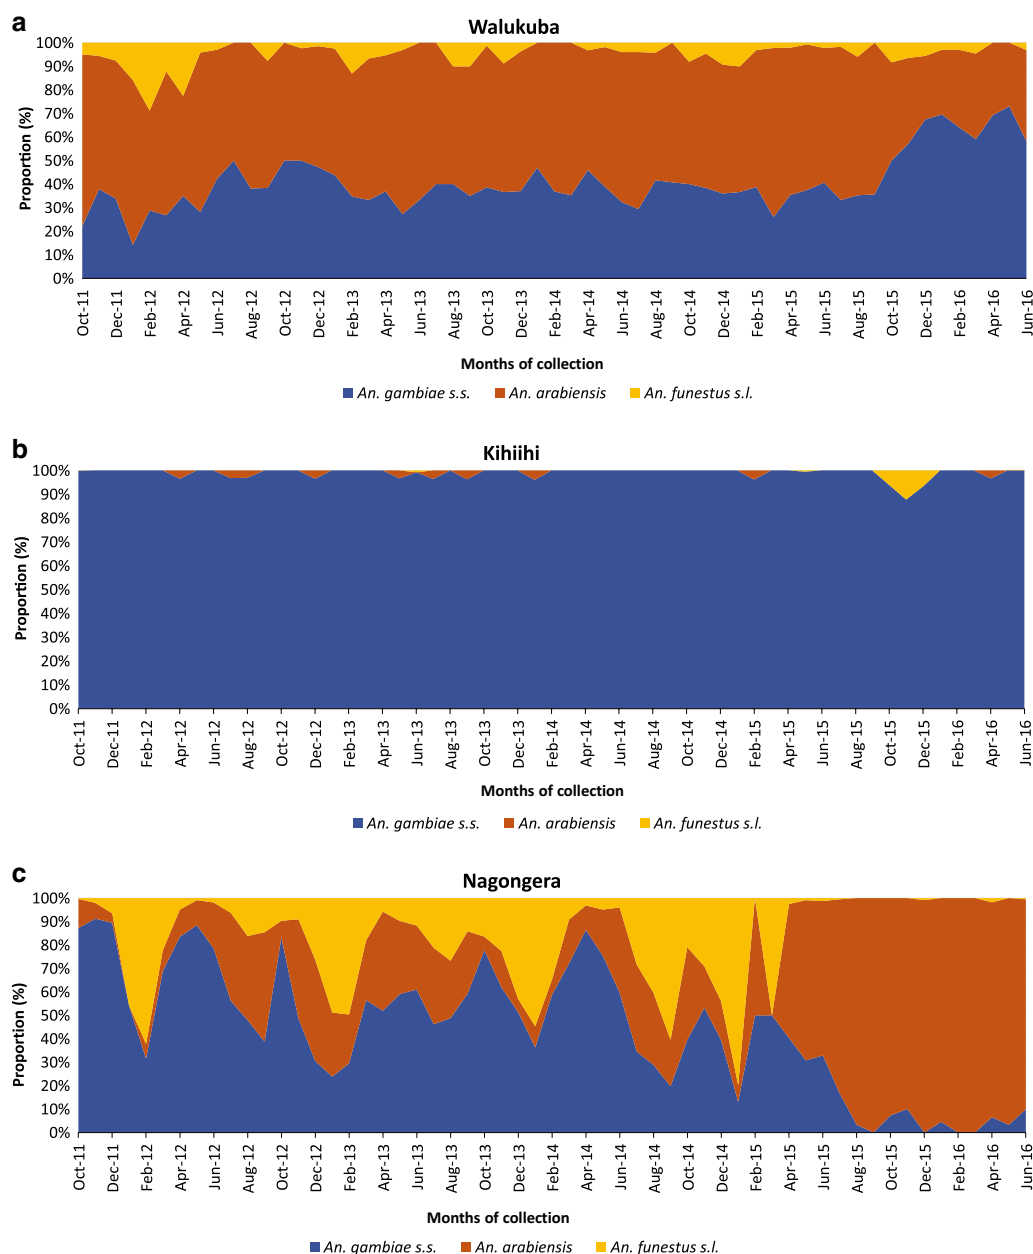 a
Walukuba
100%
90%
80%
70%
60%
50%
40%
30%
20%
10%
0%
Proportion (%)
Oct-11 Dec-11 Feb-12 Apr-12 Jun-12 Aug-12 Oct-12 Dec-12 Feb-13 Apr-13 Jun-13 Aug-13 Oct-13 Dec-13 Feb-14 Apr-14 Jun-14 Aug-14 Oct-14 Dec-14 Feb-15 Apr-15 Jun-15 Aug-15 Oct-15 Dec-15 Feb-16 Apr-16 Jun-16
Months of collection
An. gambiae s.s. An. arabiensis An. funestus s.l.
b
Kihiihi
100%
90%
80%
70%
60%
50%
40%
30%
20%
10%
0%
Proportion (%)
Oct-11 Dec-11 Feb-12 Apr-12 Jun-12 Aug-12 Oct-12 Dec-12 Feb-13 Apr-13 Jun-13 Aug-13 Oct-13 Dec-13 Feb-14 Apr-14 Jun-14 Aug-14 Oct-14 Dec-14 Feb-15 Apr-15 Jun-15 Aug-15 Oct-15 Dec-15 Feb-16 Apr-16 Jun-16
Months of collection
An. gambiae s.s. An. arabiensis An. funestus s.l.
c
Nagongera
100%
90%
80%
70%
60%
50%
40%
30%
20%
10%
0%
Proportion (%)
Oct-11 Dec-11 Feb-12 Apr-12 Jun-12 Aug-12 Oct-12 Dec-12 Feb-13 Apr-13 Jun-13 Aug-13 Oct-13 Dec-13 Feb-14 Apr-14 Jun-14 Aug-14 Oct-14 Dec-14 Feb-15 Apr-15 Jun-15 Aug-15 Oct-15 Dec-15 Feb-16 Apr-16 Jun-16
Months of collection
An. gambiae s.s. An. arabiensis An. funestus s.l.